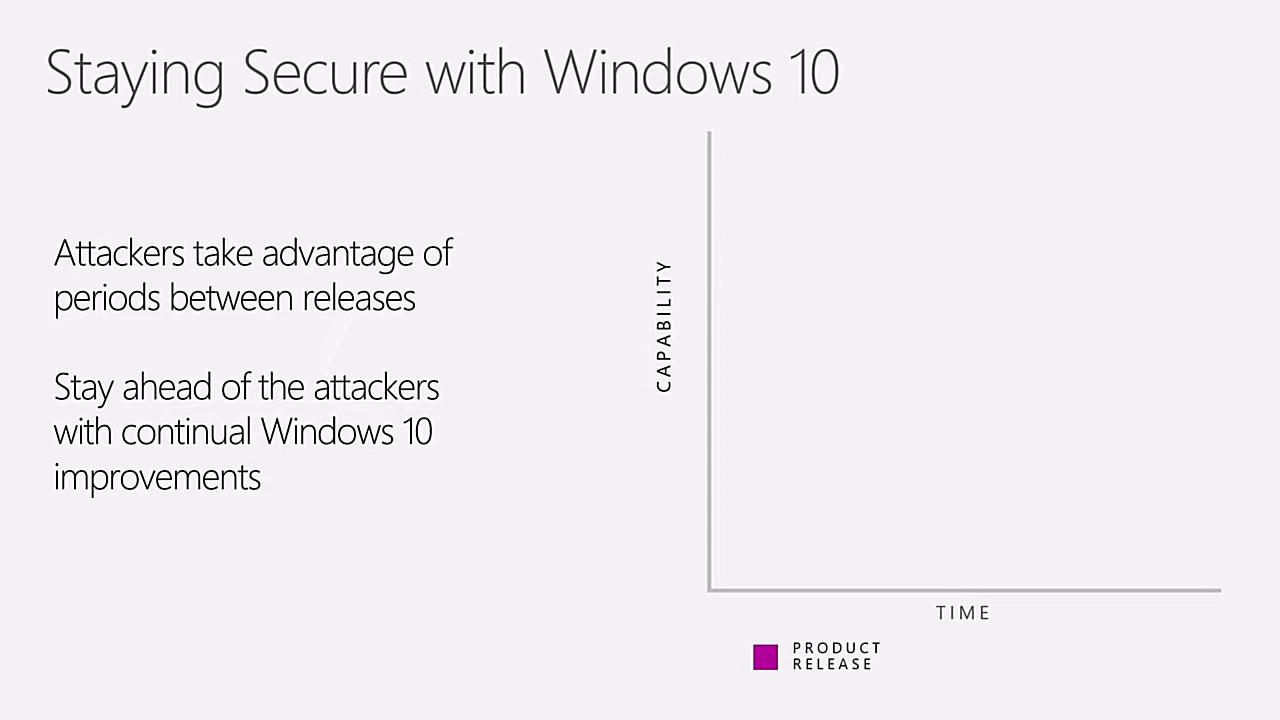 Staying Secure with Windows 10
Attackers take advantage of
periods between releases
Stay ahead of the attackers
with continual Windows 10
improvements
CAPABILITY
TIME
PRODUCT
RELEASE